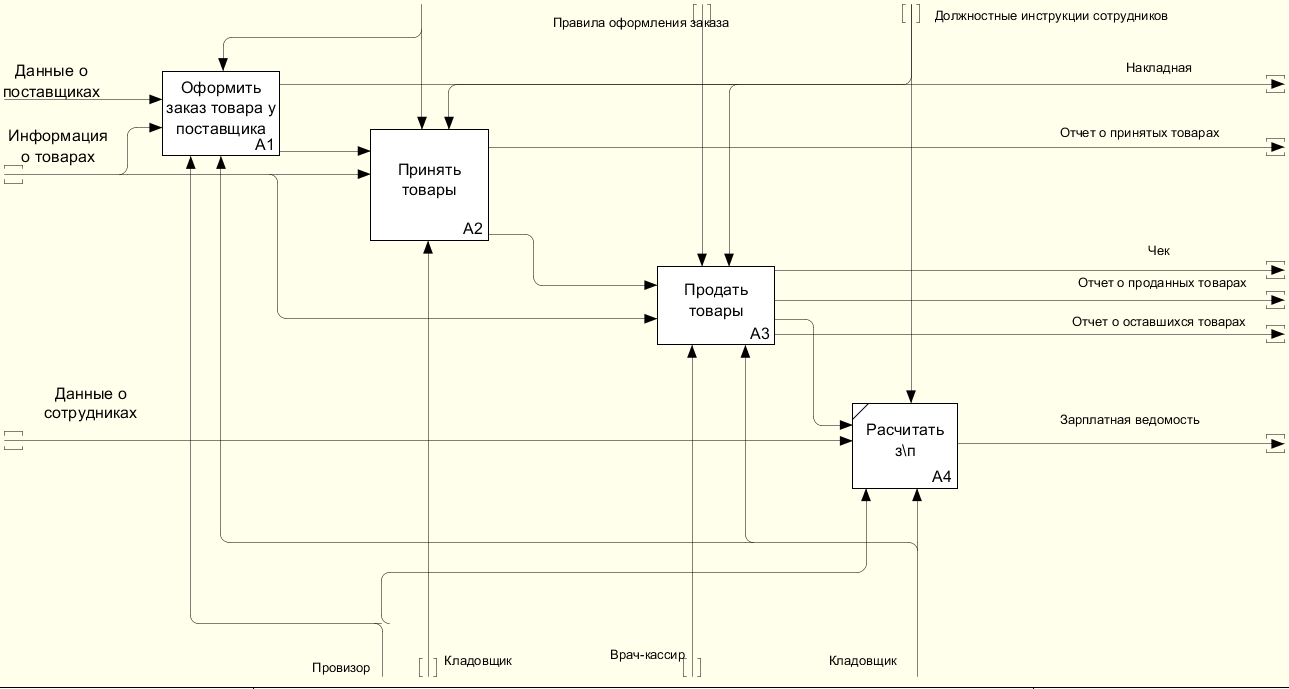 Правила оформления заказа
Должностные инструкции сотрудников
Данные о
поставщиках
Оформить
заказ товара у
поставщика
A1
Накладная
Информация
о товарах
Отчет о принятых товарах
Принять
товары
A2
Чек
Отчет о проданных товарах
Продать
товары
A3
Отчет о оставшихся товарах
Данные о
сотрудниках
Расчитать
з\п
A4
Зарплатная ведомость
Провизор
Кладовщик
Врач-кассир
Кладовщик